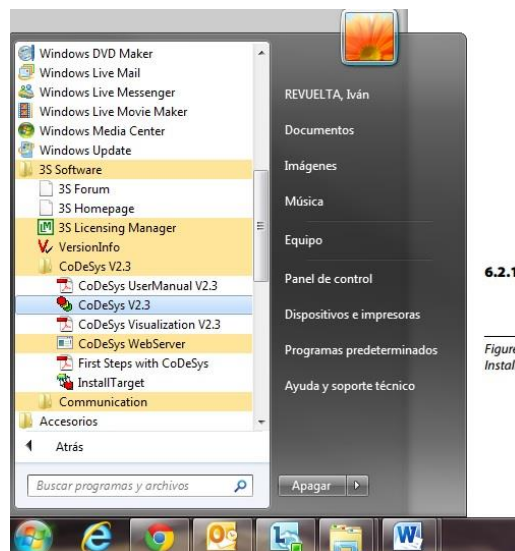 Windows DVD Maker
Windows Live Mail
Windows Live Messenger
Windows Live Movie Maker
Windows Media Center
Windows Update
3S Software
3S Forum
3S Homepage
3S Licensing Manager
VersionInfo
CoDeSys V2.3
CoDeSys UserManual V2.3
CoDeSys V2.3
CoDeSys Visualization V2.3
CoDeSys WebServer
First Steps with CoDeSys
InstallTarget
Communication
Accesorios
Atrás
Buscar programas y archivos
REVUELTA, Iván
Documentos
Imágenes
Música
Equipo
Panel de control
Dispositivos e impresoras
Programas predeterminados
Ayuda y soporte técnico
Apagar
6.2.1
Figure
Instal